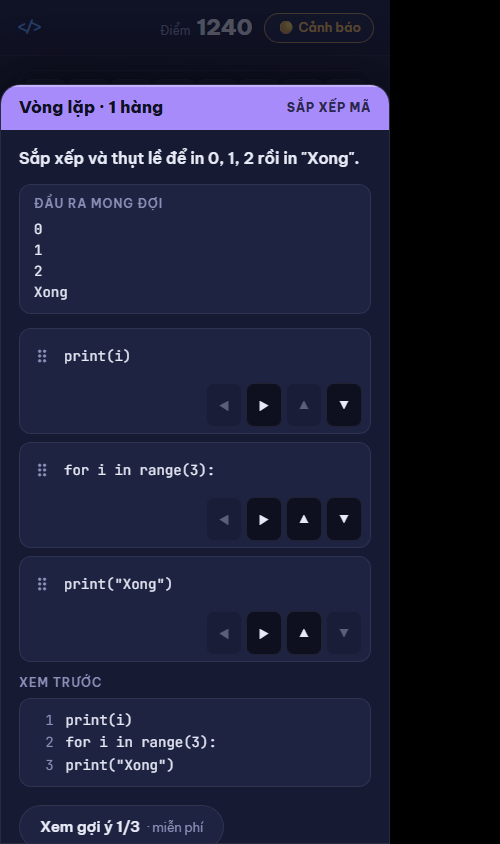 </>
Điểm 1240 Cảnh báo
Vòng lặp · 1 hàng SẮP XẾP MÃ
Sắp xếp và thụt lề để in 0, 1, 2 rồi in "Xong".
ĐẦU RA MONG ĐỢI
0
1
2
Xong
print(i)
for i in range(3):
print("Xong")
XEM TRƯỚC
1 print(i)
2 for i in range(3):
3 print("Xong")
Xem gợi ý 1/3 · miễn phí